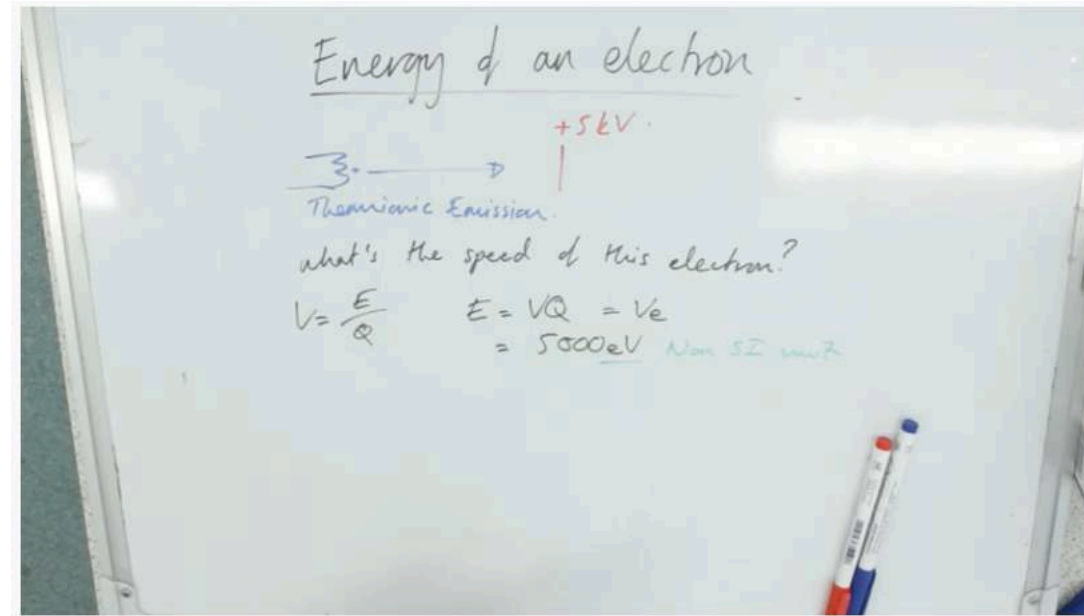 Energy of an electron
+5kV.
Thermionic Emission.
what's the speed of this electron?
V = E/Q E = VQ = Ve
= 5000eV Non SI unit